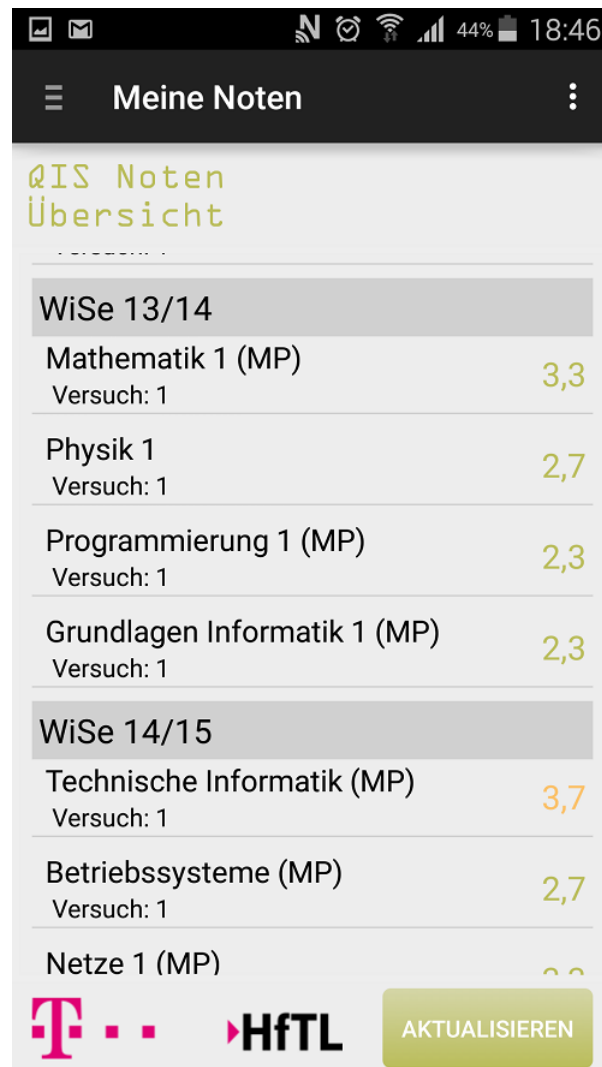 44% 18:46
Meine Noten
QIS Noten
Übersicht
WiSe 13/14
Mathematik 1 (MP)
3,3
Versuch: 1
Physik 1
2,7
Versuch: 1
Programmierung 1 (MP)
2,3
Versuch: 1
Grundlagen Informatik 1 (MP)
2,3
Versuch: 1
WiSe 14/15
Technische Informatik (MP)
3,7
Versuch: 1
Betriebssysteme (MP)
2,7
Versuch: 1
Netze 1 (MP)
T HfTL AKTUALISIEREN